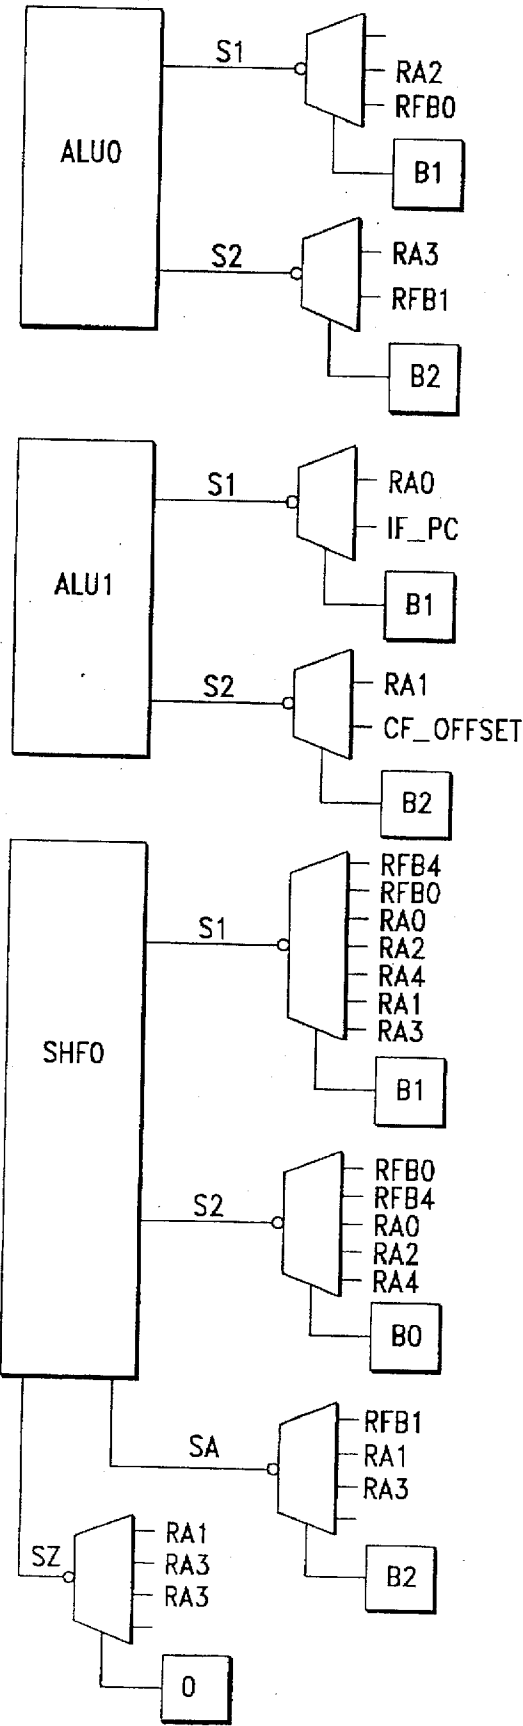 S1
RA2
RFB0
ALU0
B1
S2
RA3
RFB1
B2
S1
RA0
IF_PC
ALU1
B1
S2
RA1
CF_OFFSET
B2
RFB4
RFB0
S1
RA0
RA2
RA4
RA1
RA3
SHF0
B1
RFB0
S2
RFB4
RA0
RA2
RA4
B0
RFB1
SA
RA1
RA3
B2
SZ
RA1
RA3
RA3
0